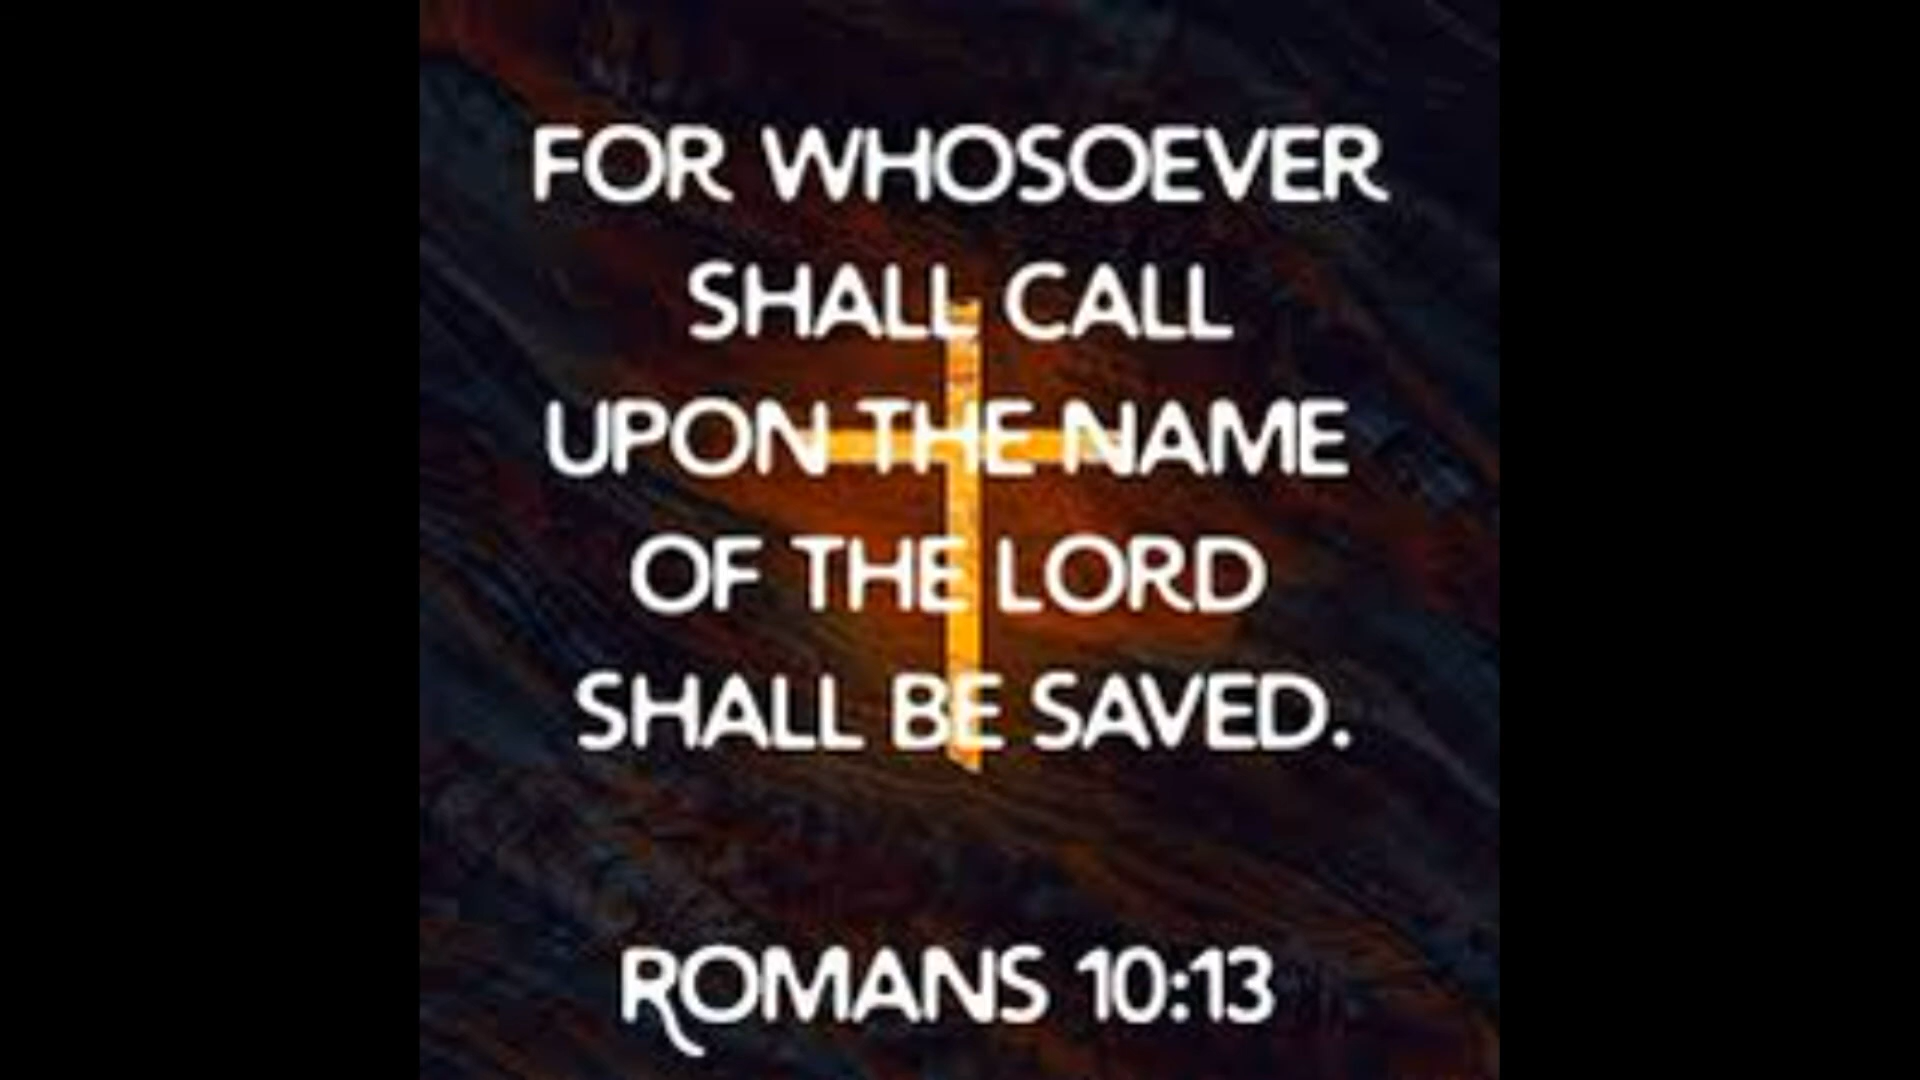 FOR WHOSOEVER
SHALL CALL
UPON THE NAME
OF THE LORD
SHALL BE SAVED.
ROMANS 10:13